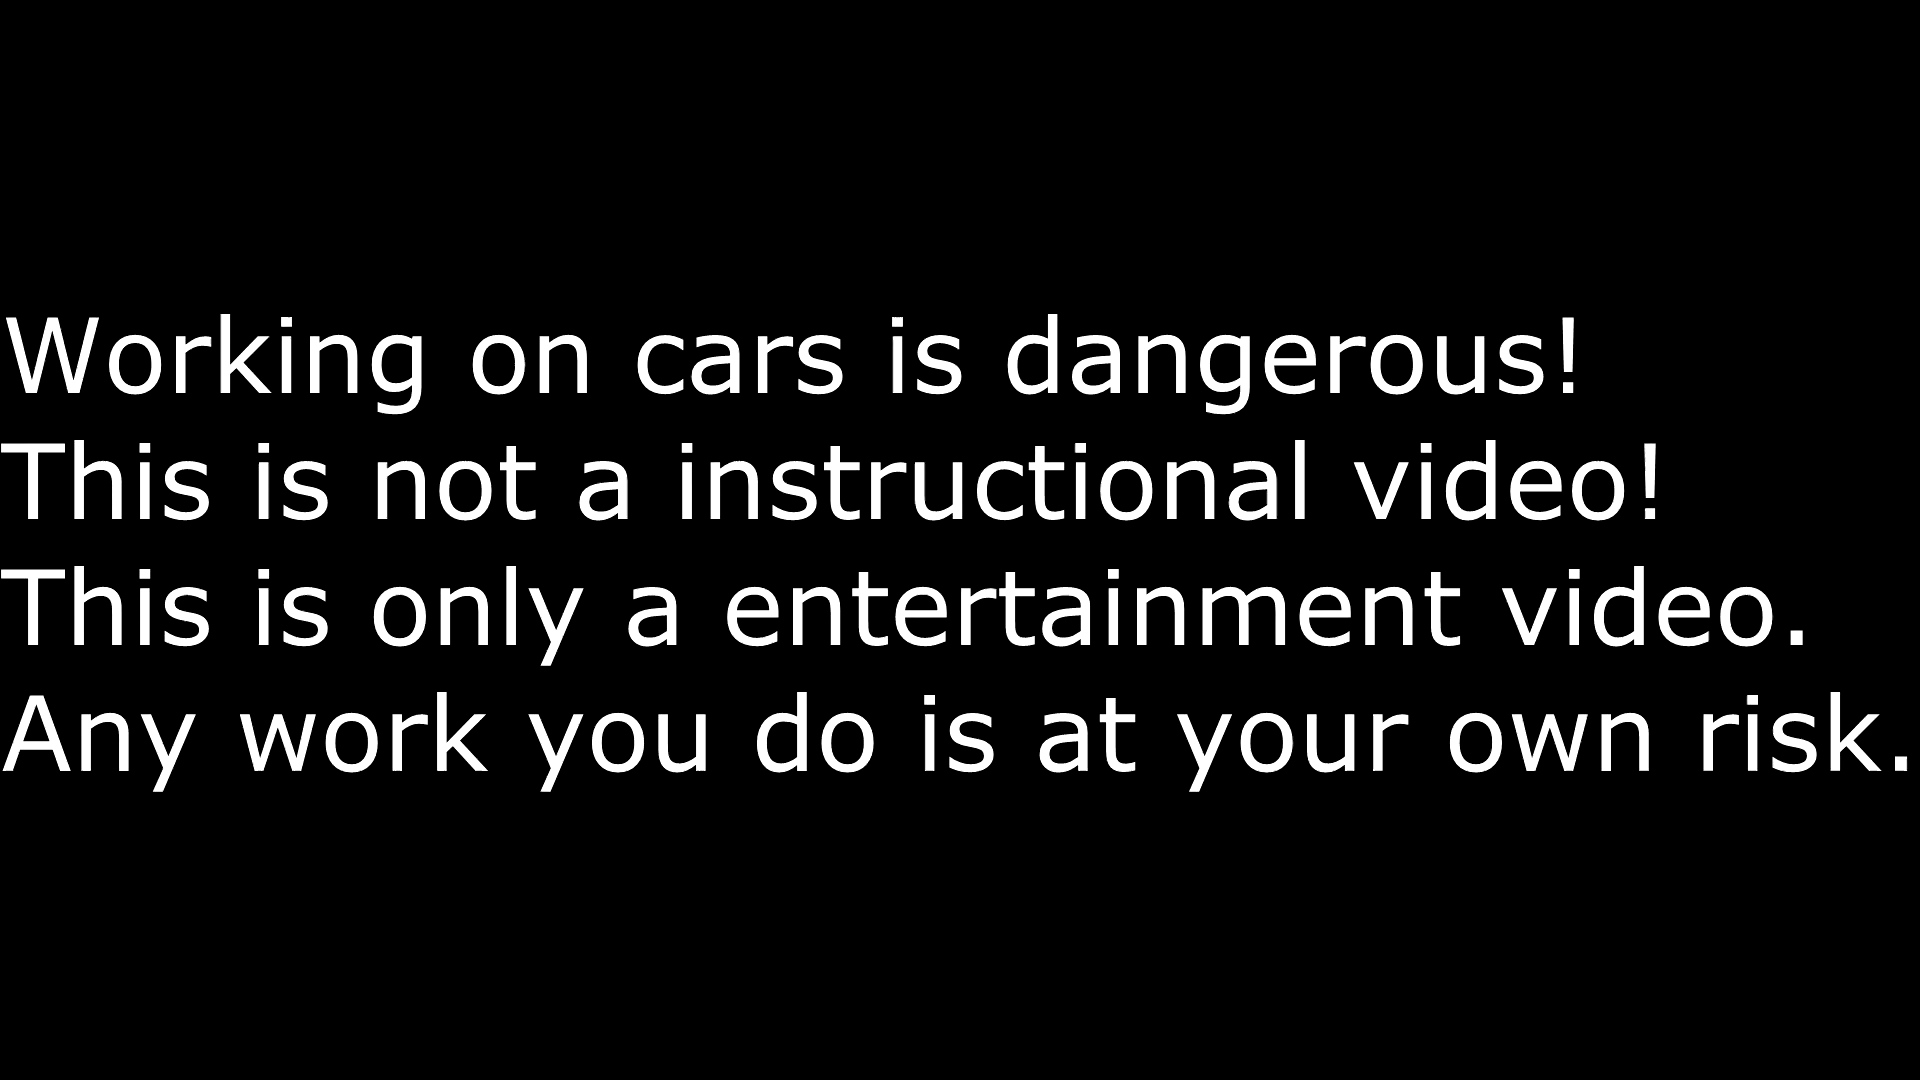 Working on cars is dangerous!
This is not a instructional video!
This is only a entertainment video.
Any work you do is at your own risk.